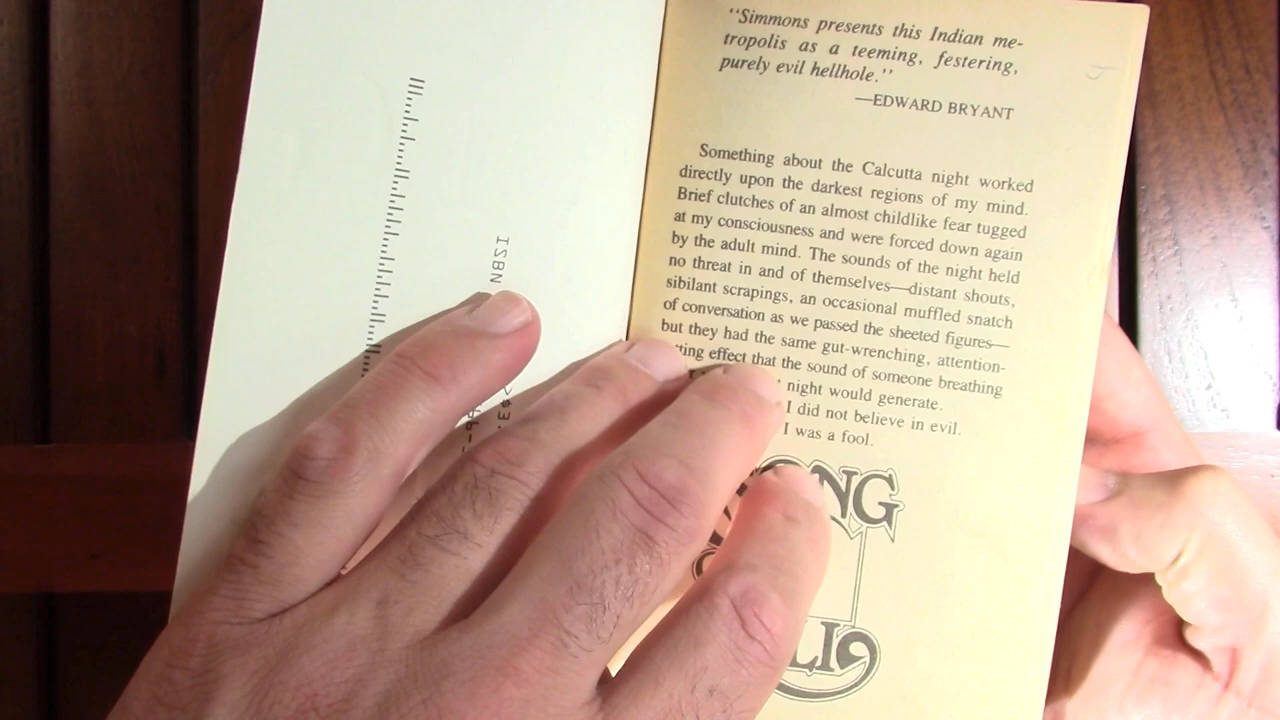 ISBN
"Simmons presents this Indian me-
tropolis as a teeming, festering,
purely evil hellhole."
—EDWARD BRYANT
Something about the Calcutta night worked
directly upon the darkest regions of my mind.
Brief clutches of an almost childlike fear tugged
at my consciousness and were forced down again
by the adult mind. The sounds of the night held
no threat in and of themselves—distant shouts,
sibilant scrapings, an occasional muffled snatch
of conversation as we passed the sheeted figures—
but they had the same gut-wrenching, attention-
effect that the sound of someone breathing
night would generate.
I did not believe in evil.
I was a fool.